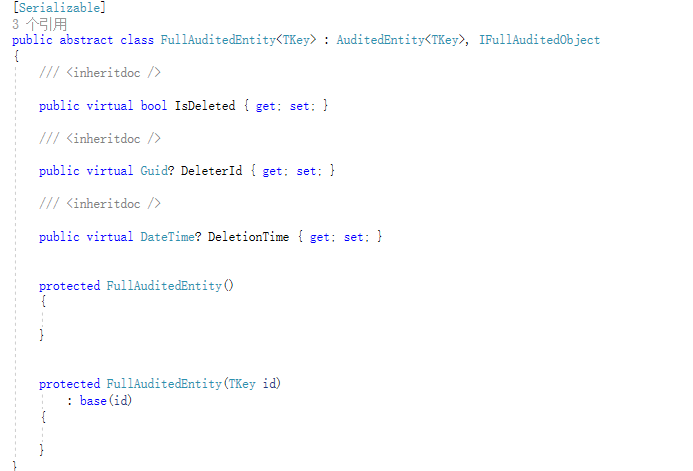 [Serializable]
3 个引用
public abstract class FullAuditedEntity<TKey> : AuditedEntity<TKey>, IFullAuditedObject
{
/// <inheritdoc />
public virtual bool IsDeleted { get; set; }
/// <inheritdoc />
public virtual Guid? DeleterId { get; set; }
/// <inheritdoc />
public virtual DateTime? DeletionTime { get; set; }
protected FullAuditedEntity()
{
}
protected FullAuditedEntity(TKey id)
: base(id)
{
}
}